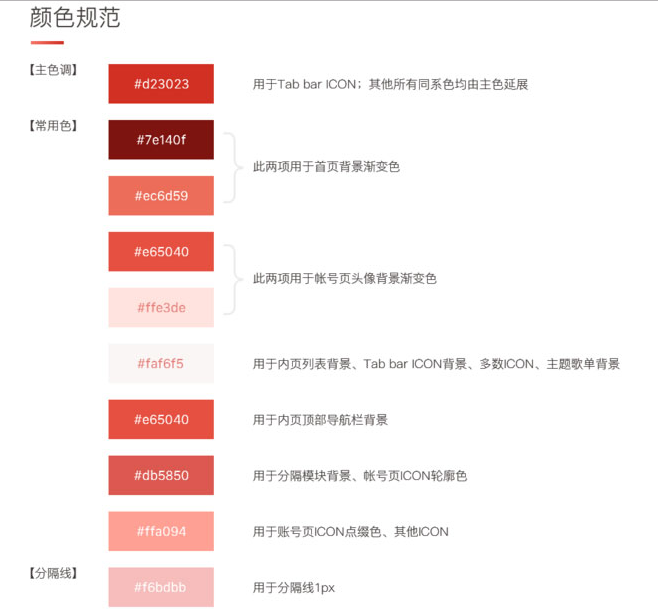 颜色规范
【主色调】 #d23023 用于Tab bar ICON；其他所有同系色均由主色延展
【常用色】 #7e140f
此两项用于首页背景渐变色
#ec6d59
#e65040
此两项用于帐号页头像背景渐变色
#ffe3de
#faf6f5 用于内页列表背景、Tab bar ICON背景、多数ICON、主题歌单背景
#e65040 用于内页顶部导航栏背景
#db5850 用于分隔模块背景、帐号页ICON轮廓色
#ffa094 用于账号页ICON点缀色、其他ICON
【分隔线】 #f6bdbb 用于分隔线1px